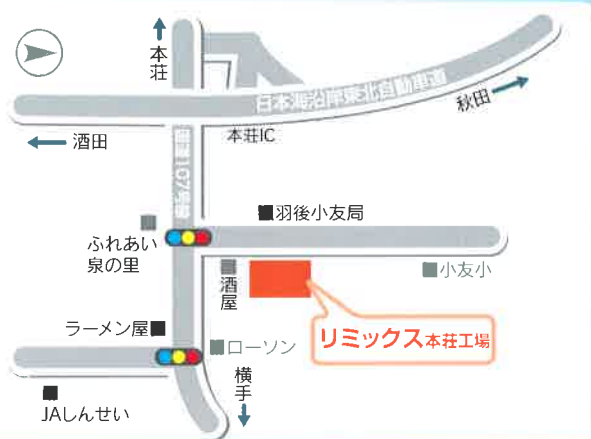 本荘
日本海沿岸東北自動車道
秋田
酒田
本荘IC
国道107号線
羽後小友局
ふれあい
泉の里
酒屋
小友小
リミックス本荘工場
ラーメン屋
ローソン
横手
JAしんせい